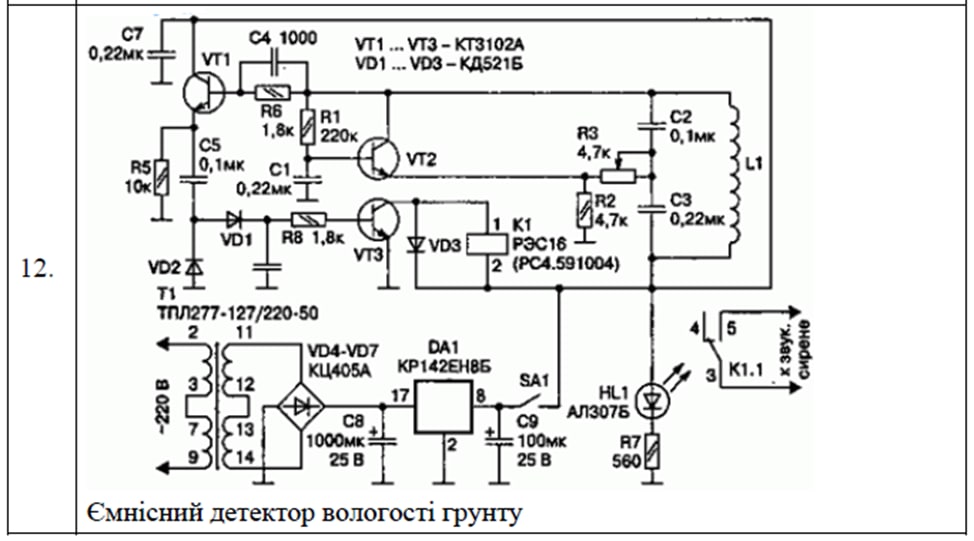 12.
C7
0,22мк
C4 1000
VT1 ... VT3 – КТ3102А
VD1 ... VD3 – КД521Б
VT1
R6
1,8к
R1
220к
C2
0,1мк
R3
4,7к
VT2
L1
R5
10к
C5
0,1мк
C1
0,22мк
R2
4,7к
C3
0,22мк
VD1
R8 1,8к
VT3
VD3
1
2
K1
РЭС16
(РС4.591004)
VD2
T1
ТПЛ277-127/220-50
2
11
3
12
7
13
9
14
~220 В
VD4-VD7
КЦ405А
DA1
КР142ЕН8Б
17
8
2
SA1
C8
1000мк
25 В
C9
100мк
25 В
HL1
АЛ307Б
R7
560
4
5
3
K1.1
к звук.
сирене
Ємнісний детектор вологості грунту